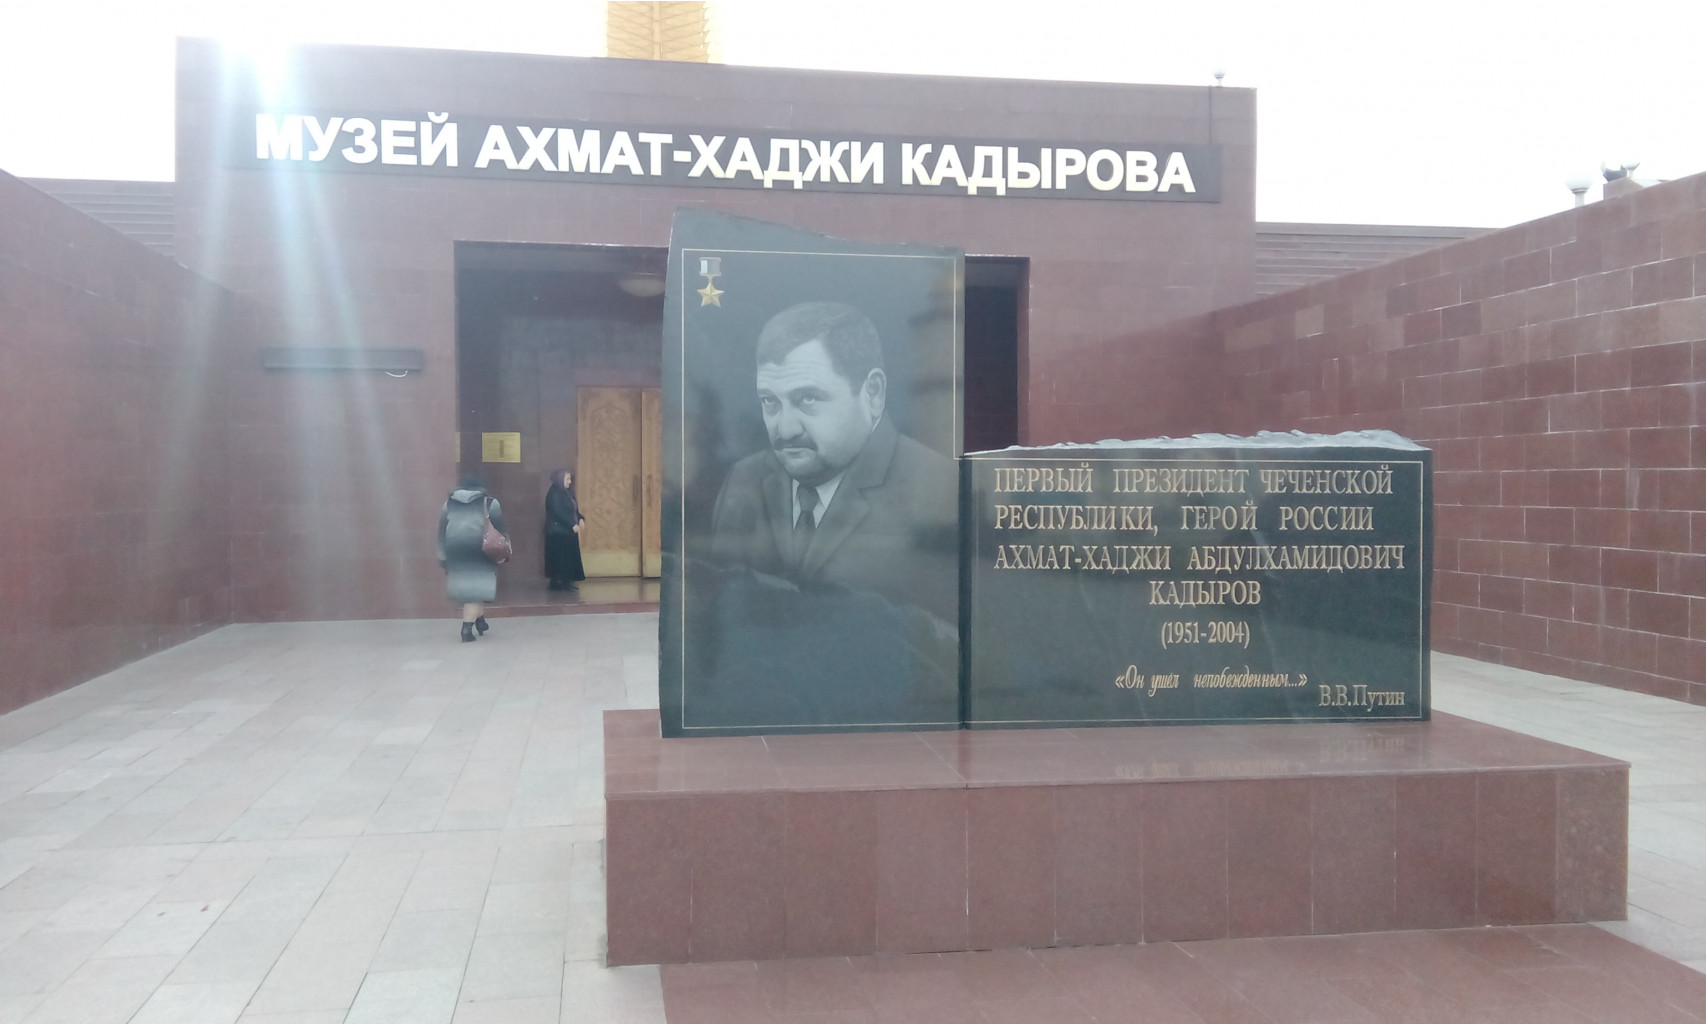 МУЗЕЙ АХМАТ-ХАДЖИ КАДЫРОВА
ПЕРВЫЙ ПРЕЗИДЕНТ ЧЕЧЕНСКОЙ
РЕСПУБЛИКИ, ГЕРОЙ РОССИИ
АХМАТ-ХАДЖИ АБДУЛХАМИДОВИЧ
КАДЫРОВ
(1951-2004)
«Он ушёл непобежденным...»
В.В.Путин